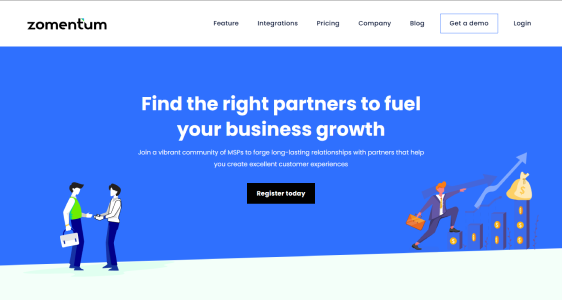 zomentum
Feature Integrations Pricing Company Blog Get a demo Login
Find the right partners to fuel
your business growth
Join a vibrant community of MSPs to forge long-lasting relationships with partners that help
you create excellent customer experiences
Register today
$